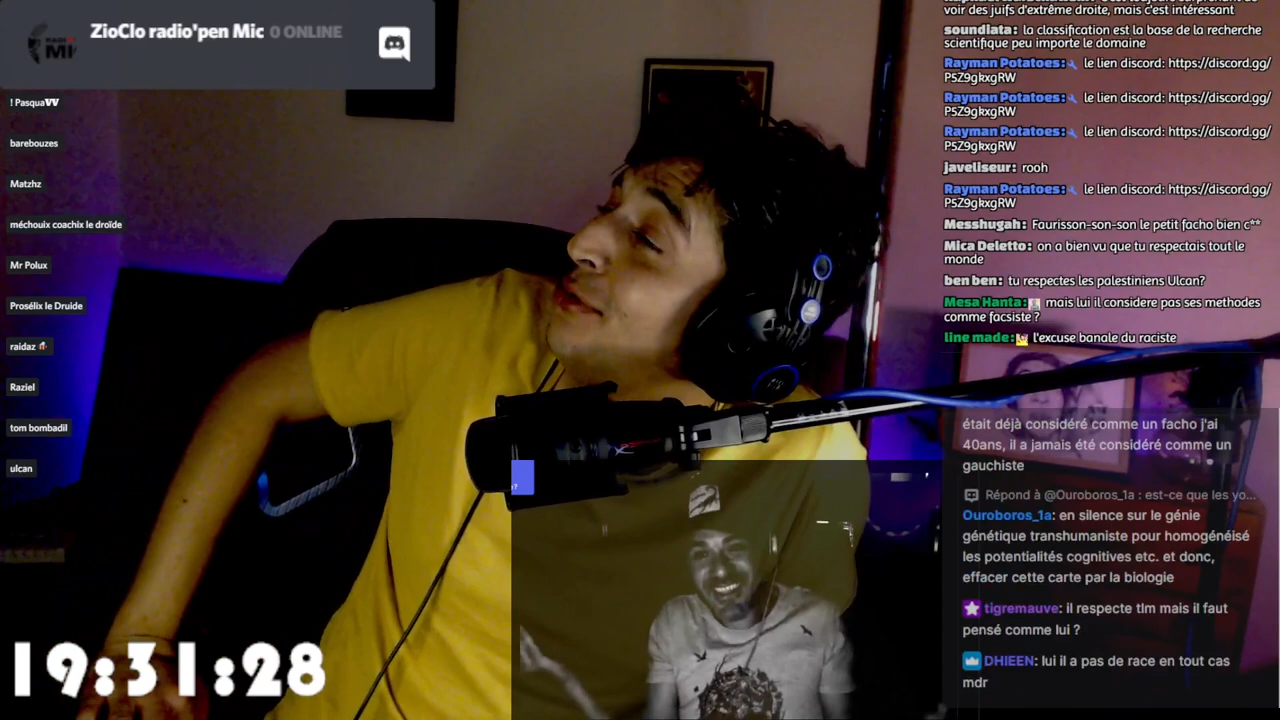 ZioClo radio'pen Mic 0 ONLINE
MI
! PasquaVV
barebouzes
Matzhz
méchouix coachix le droïde
Mr Polux
Prosélix le Druide
raidaz
Raziel
tom bombadil
ulcan
19:31:28
voir des juifs d'extrême droite, mais c'est intéressant
soundiata: la classification est la base de la recherche
scientifique peu importe le domaine
Rayman Potatoes: le lien discord: https://discord.gg/
P5Z9gkxgRW
Rayman Potatoes: le lien discord: https://discord.gg/
P5Z9gkxgRW
Rayman Potatoes: le lien discord: https://discord.gg/
P5Z9gkxgRW
javeliseur: rooh
Rayman Potatoes: le lien discord: https://discord.gg/
P5Z9gkxgRW
Messhugah: Faurisson-son-son le petit facho bien c**
Mica Deletto: on a bien vu que tu respectais tout le
monde
ben ben: tu respectes les palestiniens Ulcan?
Mesa Hanta: mais lui il considere pas ses methodes
comme facsiste ?
line made: l'excuse banale du raciste
était déjà considéré comme un facho j'ai
40ans, il a jamais été considéré comme un
gauchiste
Répond à @Ouroboros_1a : est-ce que les yo...
Ouroboros_1a: en silence sur le génie
génétique transhumaniste pour homogénéisé
les potentialités cognitives etc. et donc,
effacer cette carte par la biologie
tigremauve: il respecte tlm mais il faut
pensé comme lui ?
DHIEEN: lui il a pas de race en tout cas
mdr